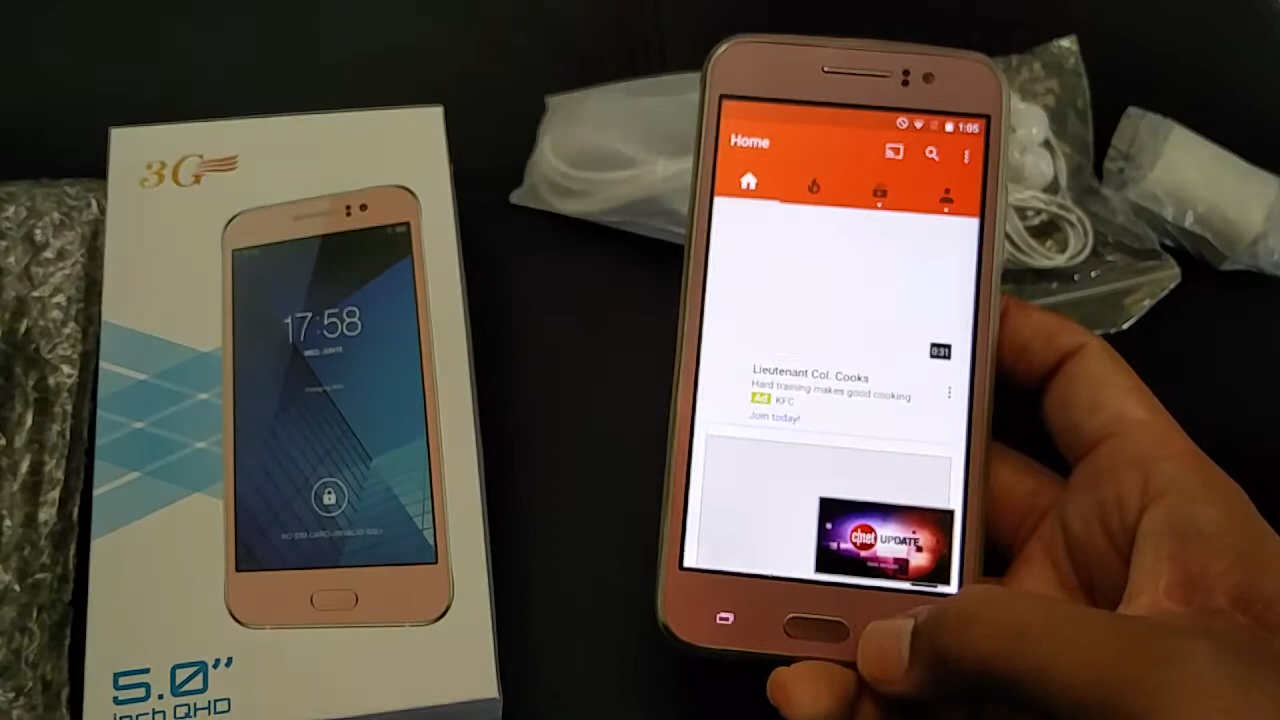 3G
17:58
5.0”
inch QHD
1:05
Home
0:31
Lieutenant Col. Cooks
Hard training makes good cooking
Ad KFC
Join today!
c|net UPDATE